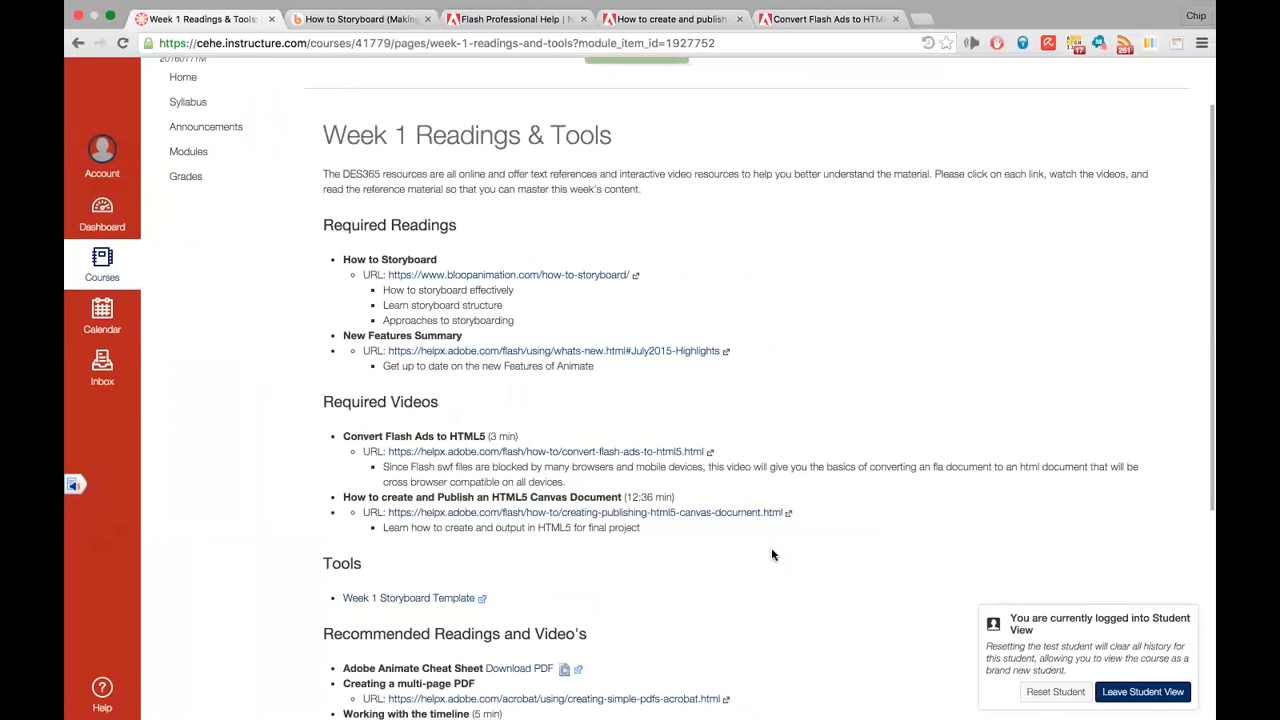 Week 1 Readings & Tools:
How to Storyboard (Making
Flash Professional Help | N
How to create and publish
Convert Flash Ads to HTML
Chip
https://cehe.instructure.com/courses/41779/pages/week-1-readings-and-tools?module_item_id=1927752
17
261
Home
Syllabus
Announcements
Modules
Grades
Account
Dashboard
Courses
Calendar
Inbox
Help
Week 1 Readings & Tools
The DES365 resources are all online and offer text references and interactive video resources to help you better understand the material. Please click on each link, watch the videos, and
read the reference material so that you can master this week's content.
Required Readings
How to Storyboard
URL: https://www.bloopanimation.com/how-to-storyboard/
How to storyboard effectively
Learn storyboard structure
Approaches to storyboarding
New Features Summary
URL: https://helpx.adobe.com/flash/using/whats-new.html#July2015-Highlights
Get up to date on the new Features of Animate
Required Videos
Convert Flash Ads to HTML5 (3 min)
URL: https://helpx.adobe.com/flash/how-to/convert-flash-ads-to-html5.html
Since Flash swf files are blocked by many browsers and mobile devices, this video will give you the basics of converting an fla document to an html document that will be
cross browser compatible on all devices.
How to create and Publish an HTML5 Canvas Document (12:36 min)
URL: https://helpx.adobe.com/flash/how-to/creating-publishing-html5-canvas-document.html
Learn how to create and output in HTML5 for final project
Tools
Week 1 Storyboard Template
Recommended Readings and Video's
Adobe Animate Cheat Sheet Download PDF
Creating a multi-page PDF
URL: https://helpx.adobe.com/acrobat/using/creating-simple-pdfs-acrobat.html
Working with the timeline (5 min)
You are currently logged into Student
View
Resetting the test student will clear all history for
this student, allowing you to view the course as a
brand new student.
Reset Student
Leave Student View